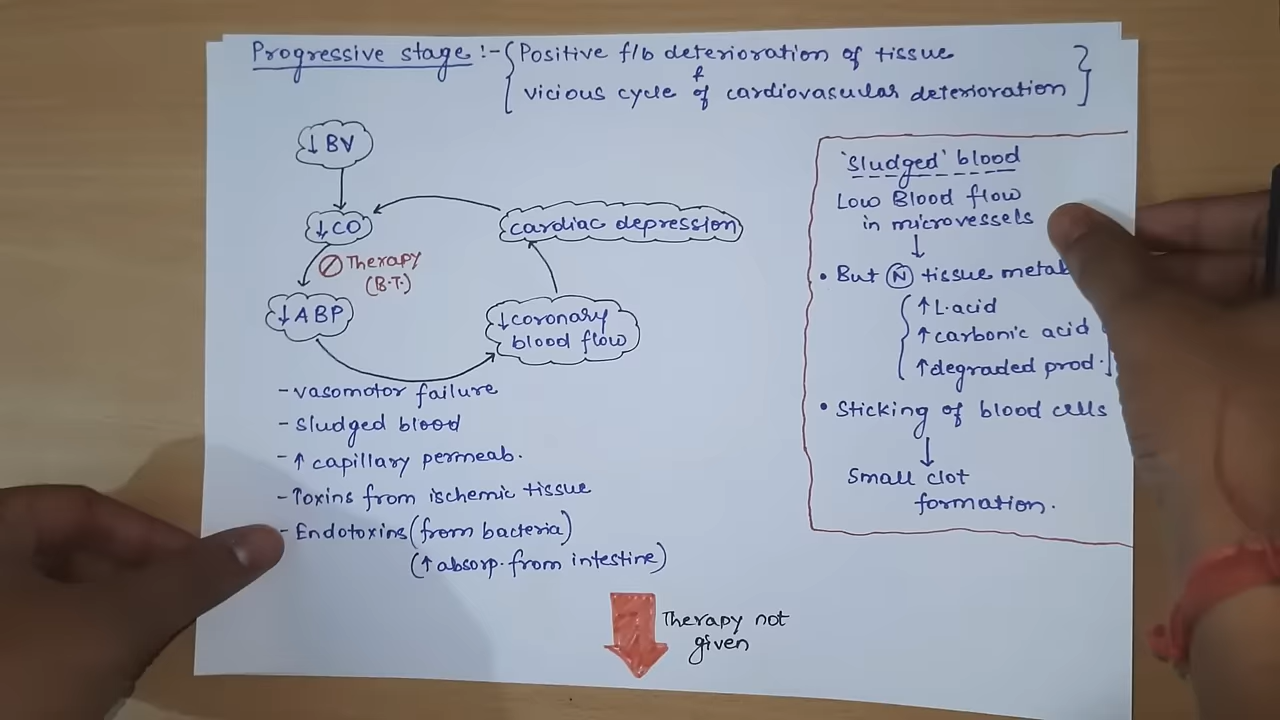 Progressive stage :- { Positive f/b deterioration of tissue
vicious cycle of cardiovascular deterioration }
↓ BV
↓CO
Therapy
(B.T.)
↓ABP
cardiac depression
↓coronary
blood flow
- vasomotor failure
- sludged blood
- ↑ capillary permeab.
- Toxins from ischemic tissue
- Endotoxins (from bacteria)
(↑ absorp. from intestine)
Therapy not
given
'Sludged' blood
Low Blood flow
in microvessels
↓
• But Ⓝ tissue metab
↑ L.acid
↑ carbonic acid
↑ degraded prod.
• Sticking of blood cells
↓
Small clot
formation.